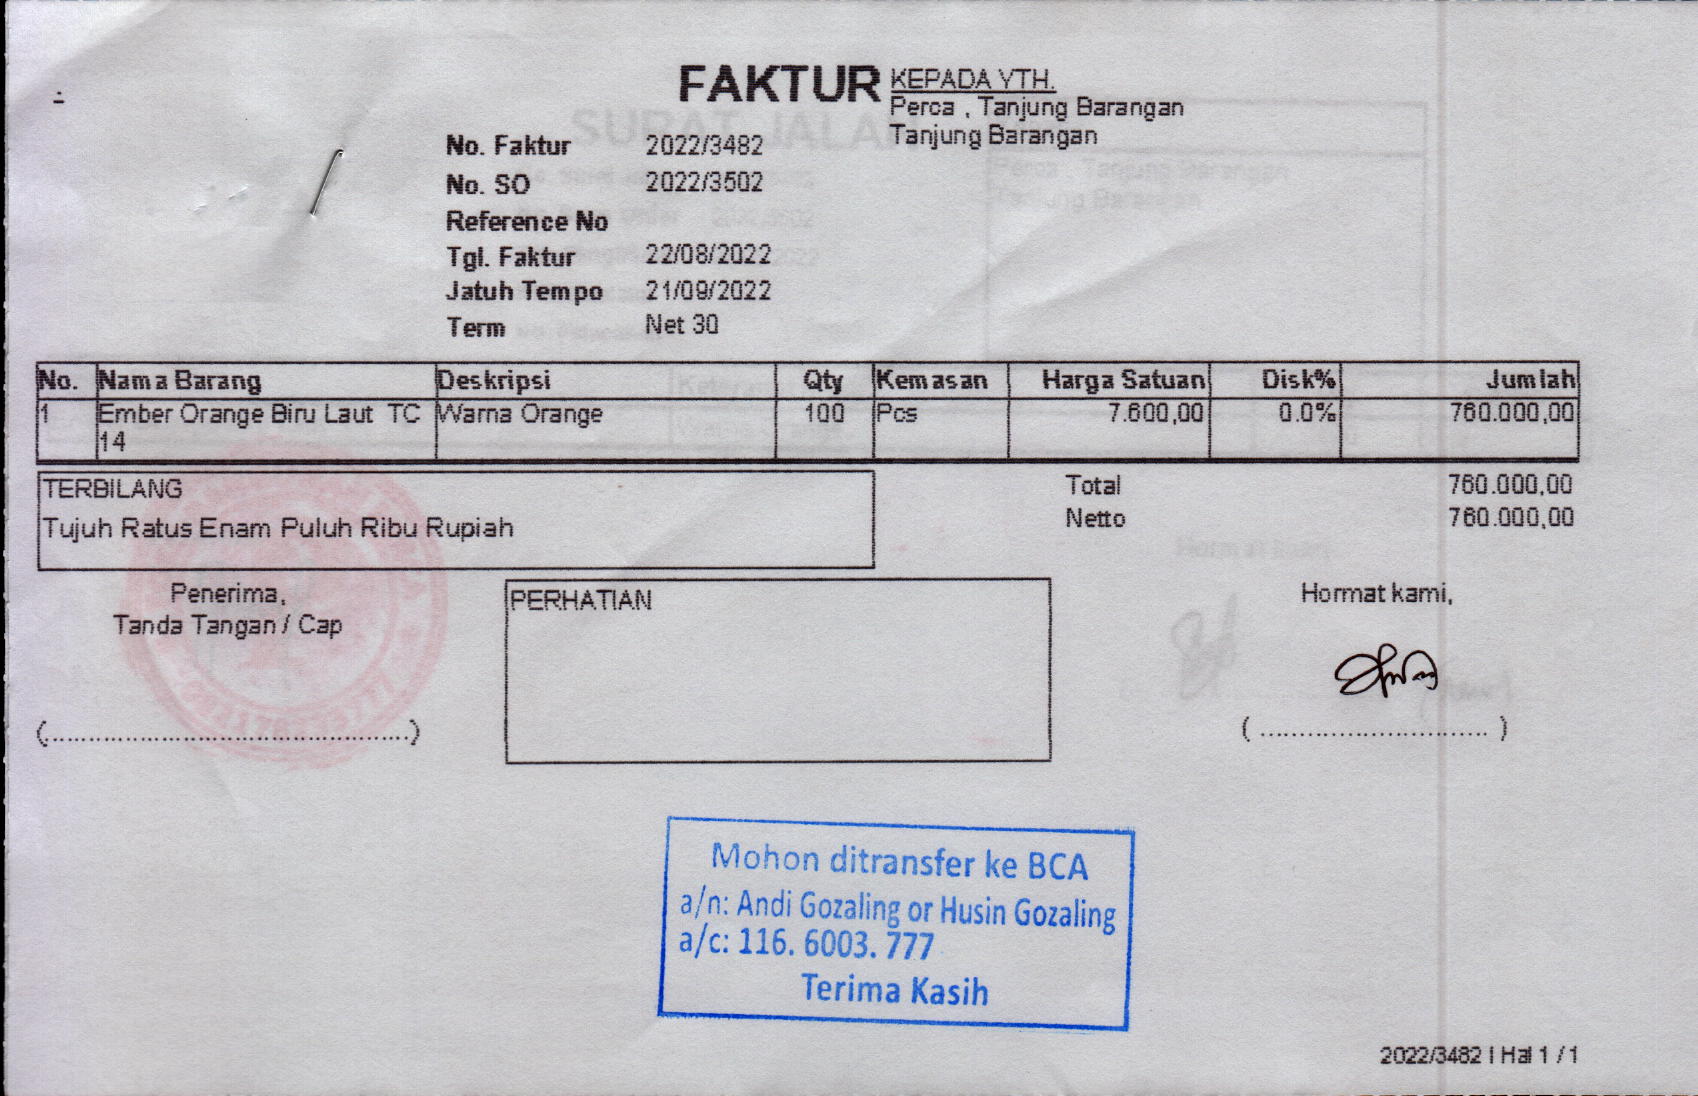 FAKTUR
KEPADA YTH.
Perca , Tanjung Barangan
Tanjung Barangan
No. Faktur 2022/3482
No. SO 2022/3502
Reference No
Tgl. Faktur 22/08/2022
Jatuh Tempo 21/09/2022
Term Net 30
No. Nama Barang Deskripsi Qty Kemasan Harga Satuan Disk% Jumlah
1 Ember Orange Biru Laut TC Warna Orange 100 Pcs 7.600,00 0.0% 760.000,00
14
TERBILANG
Tujuh Ratus Enam Puluh Ribu Rupiah
Total 760.000,00
Netto 760.000,00
Penerima,
Tanda Tangan / Cap
(..............................................)
PERHATIAN
Hormat kami,
( ............................. )
Mohon ditransfer ke BCA
a/n: Andi Gozaling or Husin Gozaling
a/c: 116. 6003. 777
Terima Kasih
2022/3482 | Hal 1 / 1